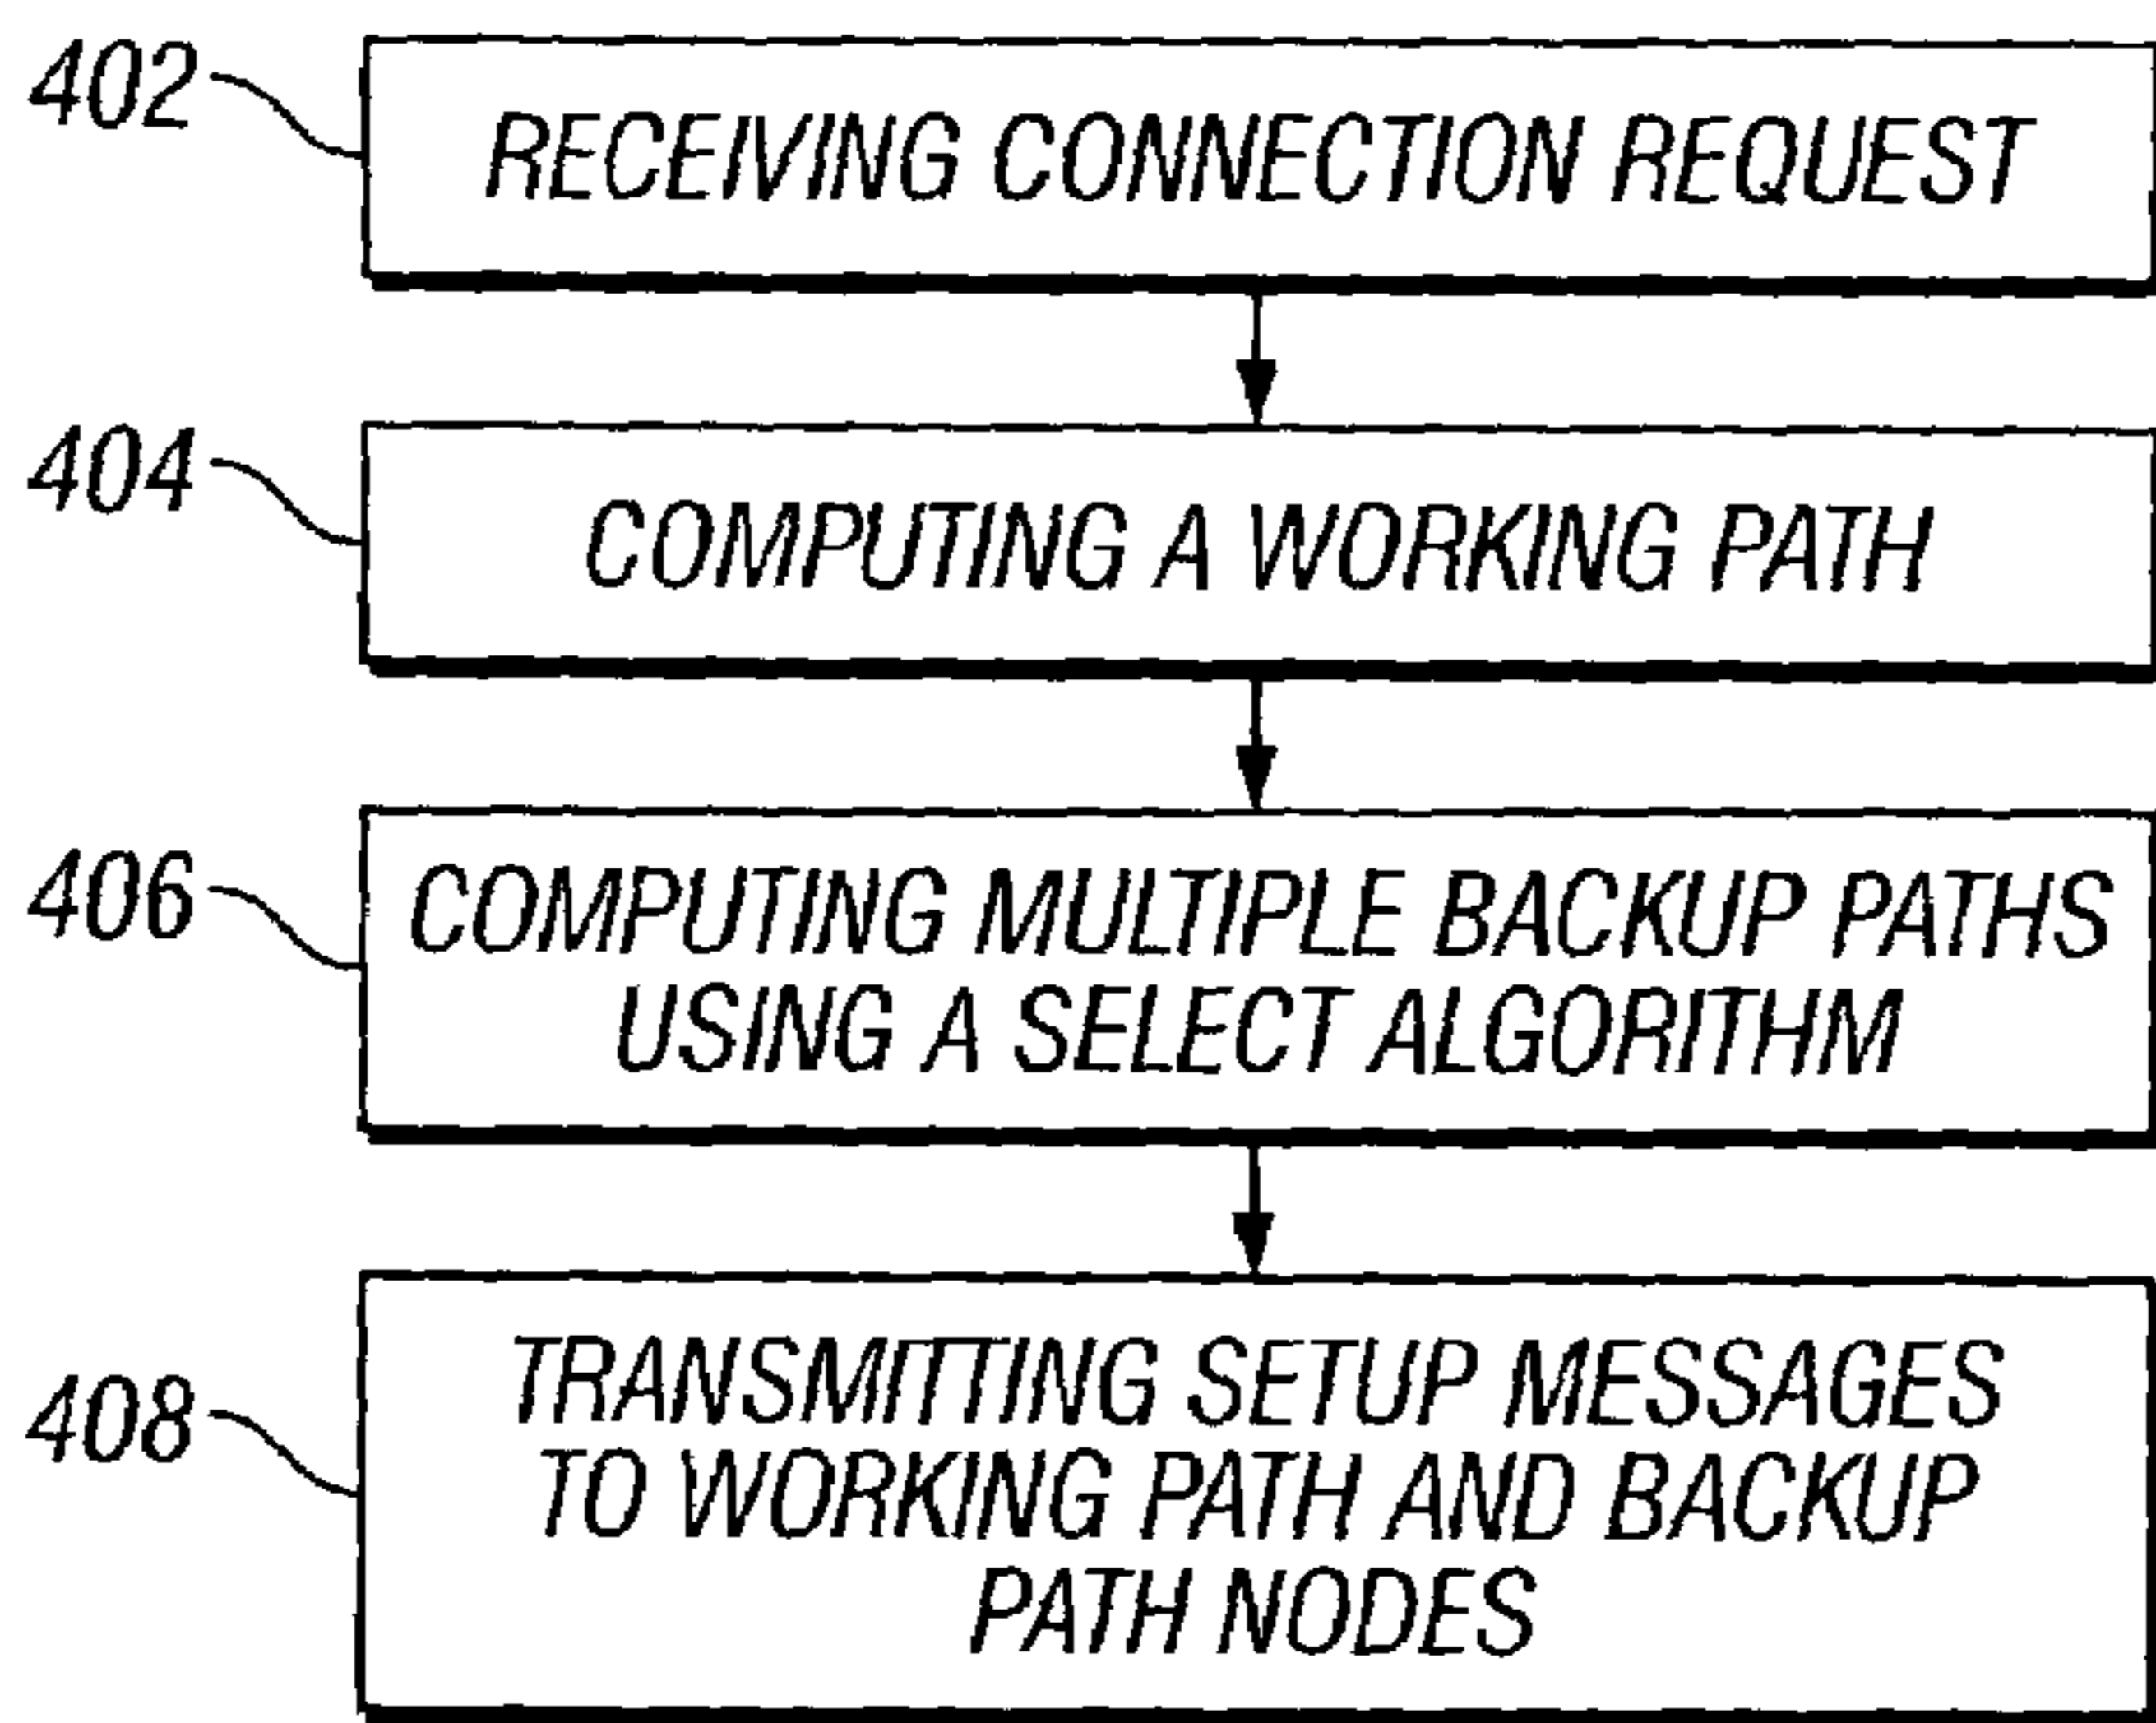 402
RECEIVING CONNECTION REQUEST
404
COMPUTING A WORKING PATH
406
COMPUTING MULTIPLE BACKUP PATHS
USING A SELECT ALGORITHM
408
TRANSMITTING SETUP MESSAGES
TO WORKING PATH AND BACKUP
PATH NODES